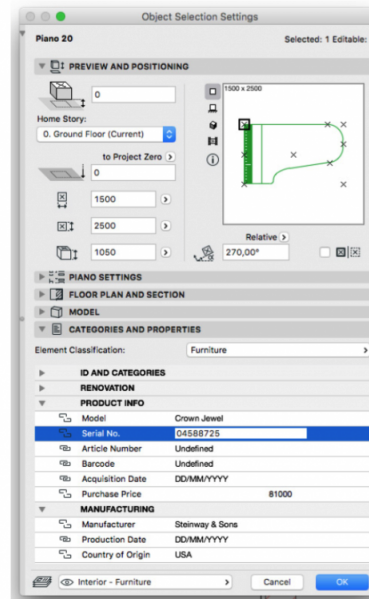 Object Selection Settings
Piano 20 Selected: 1 Editable:
PREVIEW AND POSITIONING
0
1500 x 2500
Home Story:
0. Ground Floor (Current)
to Project Zero
0
1500
2500
1050
Relative
270,00°
PIANO SETTINGS
FLOOR PLAN AND SECTION
MODEL
CATEGORIES AND PROPERTIES
Element Classification: Furniture
ID AND CATEGORIES
RENOVATION
PRODUCT INFO
Model Crown Jewel
Serial No. 04588725
Article Number Undefined
Barcode Undefined
Acquisition Date DD/MM/YYYY
Purchase Price 81000
MANUFACTURING
Manufacturer Steinway & Sons
Production Date DD/MM/YYYY
Country of Origin USA
Interior - Furniture Cancel OK